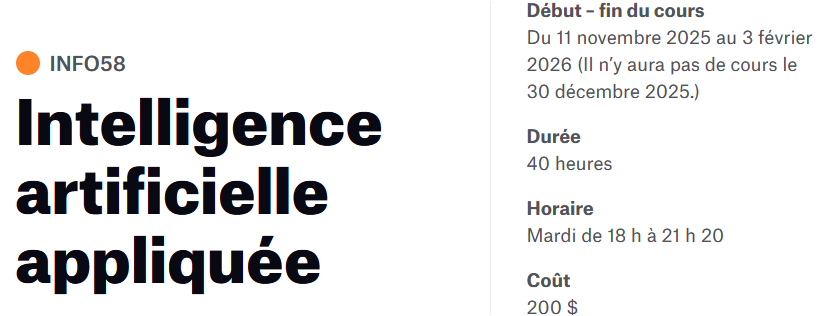 INFO58
Intelligence
artificielle
appliquée
Début – fin du cours
Du 11 novembre 2025 au 3 février
2026 (Il n’y aura pas de cours le
30 décembre 2025.)
Durée
40 heures
Horaire
Mardi de 18 h à 21 h 20
Coût
200 $